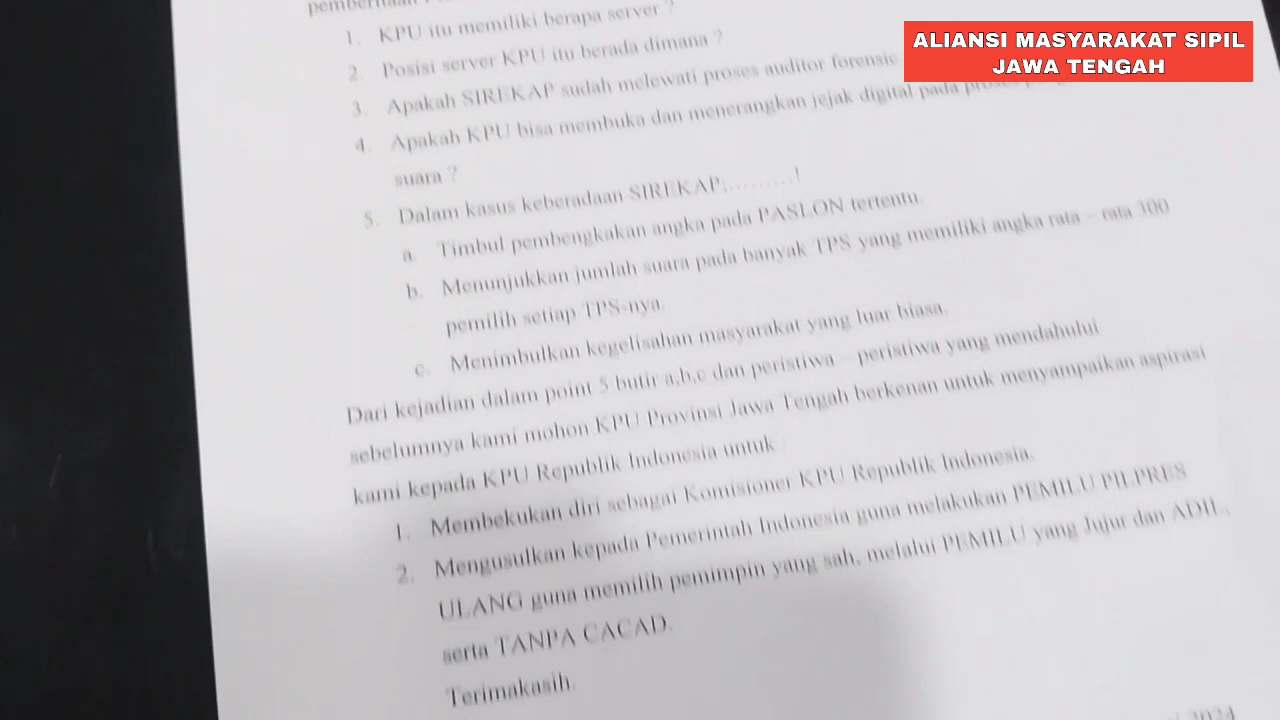 ALIANSI MASYARAKAT SIPIL
JAWA TENGAH
1. KPU itu memiliki berapa server ?
2. Posisi server KPU itu berada dimana ?
3. Apakah SIREKAP sudah melewati proses auditor forensic
4. Apakah KPU bisa membuka dan menerangkan jejak digital pada proses
suara ?
5. Dalam kasus keberadaan SIREKAP;.........!
a. Timbul pembengkakan angka pada PASLON tertentu.
b. Menunjukkan jumlah suara pada banyak TPS yang memiliki angka rata – rata 300
pemilih setiap TPS-nya.
c. Menimbulkan kegelisahan masyarakat yang luar biasa.
Dari kejadian dalam point 5 butir a,b,c dan peristiwa – peristiwa yang mendahului
sebelumnya kami mohon KPU Provinsi Jawa Tengah berkenan untuk menyampaikan aspirasi
kami kepada KPU Republik Indonesia untuk :
1. Membekukan diri sebagai Komisioner KPU Republik Indonesia.
2. Mengusulkan kepada Pemerintah Indonesia guna melakukan PEMILU PILPRES
ULANG guna memilih pemimpin yang sah, melalui PEMILU yang Jujur dan ADIL,
serta TANPA CACAD.
Terimakasih.
2024